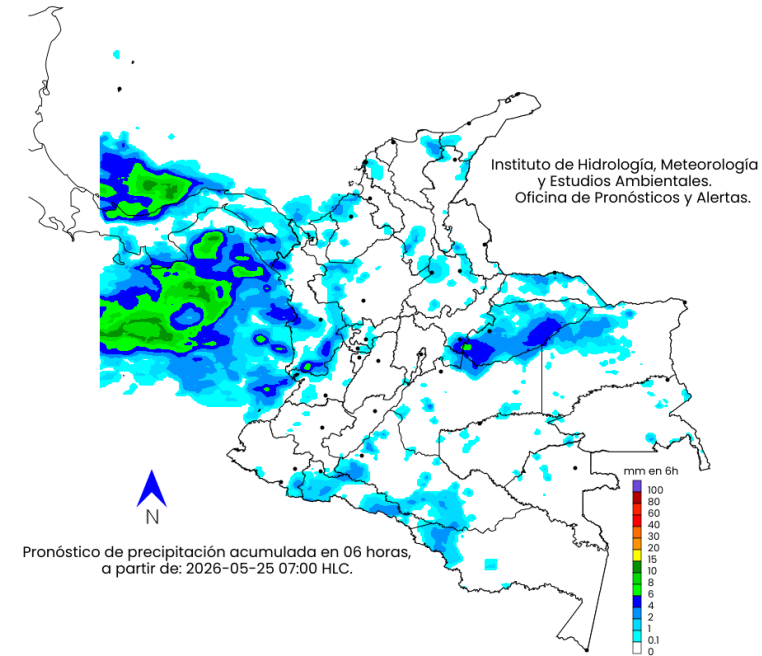 Instituto de Hidrología, Meteorología
y Estudios Ambientales.
Oficina de Pronósticos y Alertas.
mm en 6h
100
80
60
40
30
20
15
10
8
6
4
2
1
0.1
0
N
Pronóstico de precipitación acumulada en 06 horas,
a partir de: 2026-05-25 07:00 HLC.